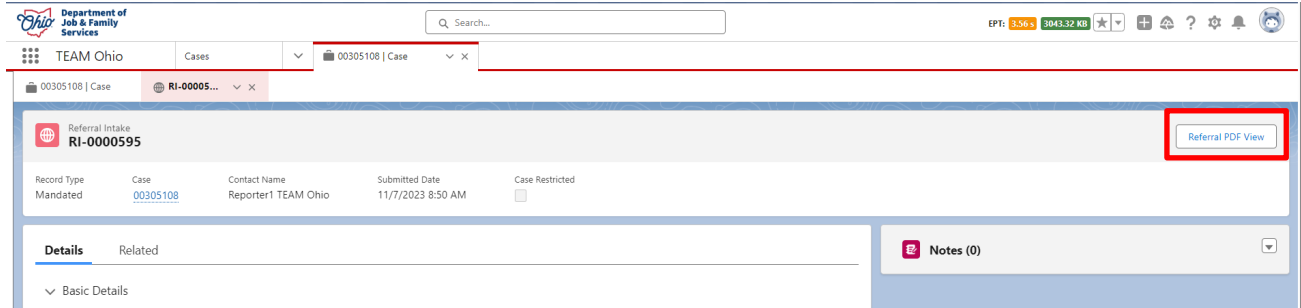 Ohio
Department of
Job & Family
Services
Search...
EPT: 3.56 s 3043.32 KB
TEAM Ohio
Cases
00305108 | Case
00305108 | Case
RI-00005...
Referral Intake
RI-0000595
Referral PDF View
Record Type Case Contact Name Submitted Date Case Restricted
Mandated 00305108 Reporter1 TEAM Ohio 11/7/2023 8:50 AM
Details Related
Notes (0)
Basic Details